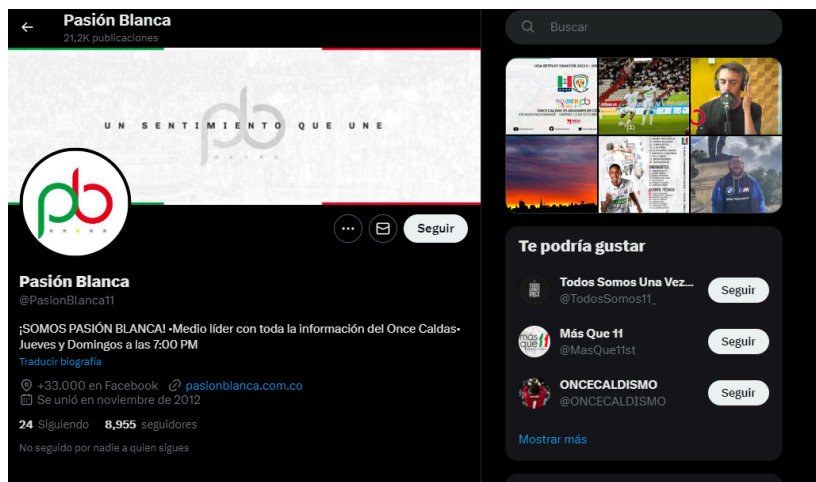 Pasión Blanca
21,2K publicaciones
UN SENTIMIENTO QUE UNE
pb
Seguir
Pasión Blanca
@PasionBlanca11
¡SOMOS PASIÓN BLANCA! •Medio líder con toda la información del Once Caldas•
Jueves y Domingos a las 7:00 PM
Traducir biografía
+33.000 en Facebook pasionblanca.com.co
Se unió en noviembre de 2012
24 Siguiendo 8,955 seguidores
No seguido por nadie a quien sigues
Buscar
Te podría gustar
Todos Somos Una Vez...
@TodosSomos11_
Seguir
Más Que 11
@MasQue11st
Seguir
ONCECALDISMO
@ONCECALDISMO
Seguir
Mostrar más